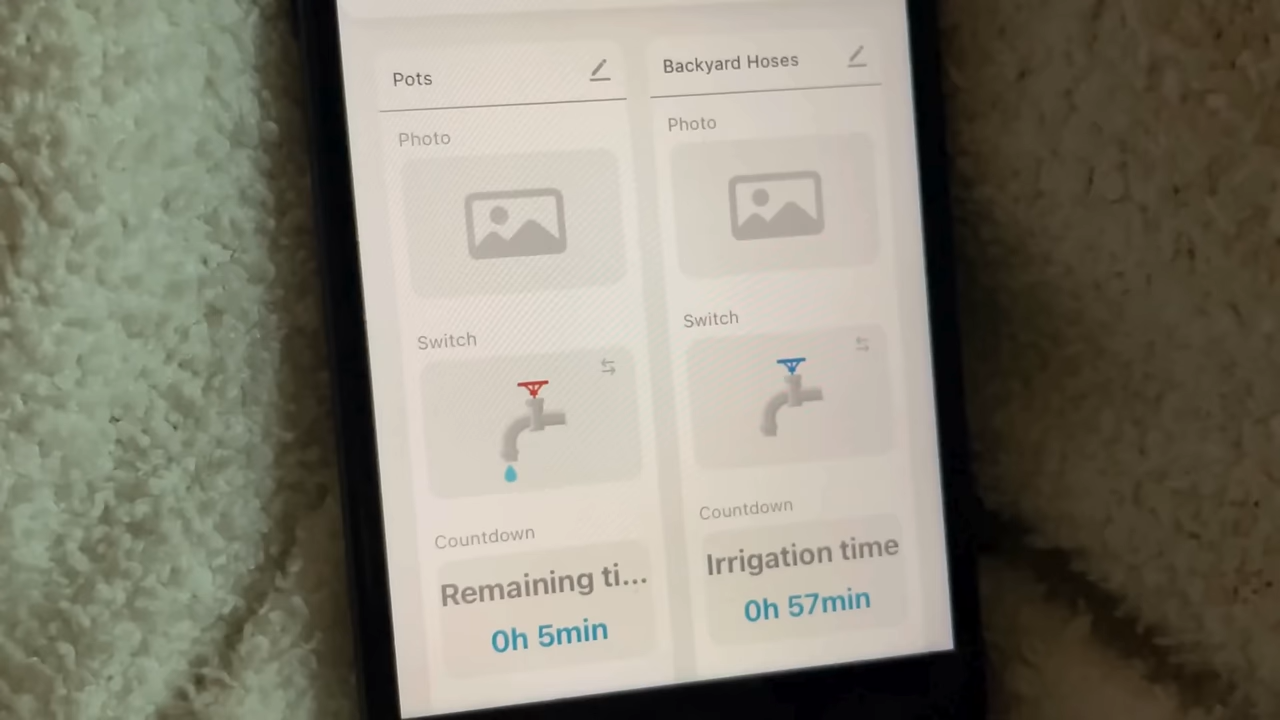 Pots
Photo
Switch
Countdown
Remaining ti...
0h 5min
Backyard Hoses
Photo
Switch
Countdown
Irrigation time
0h 57min